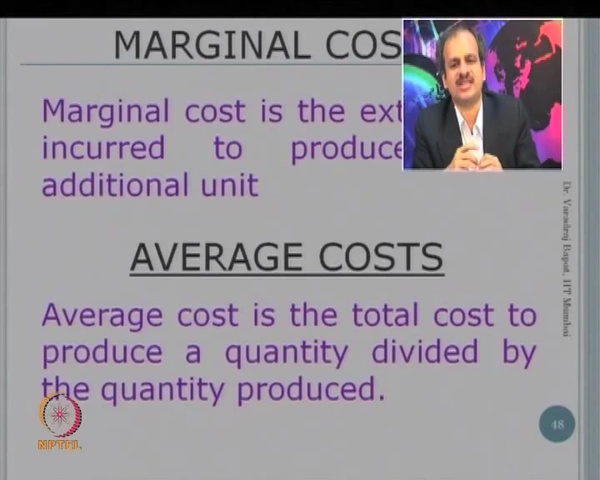 MARGINAL COS
Marginal cost is the ext
incurred to produce
additional unit
AVERAGE COSTS
Average cost is the total cost to
produce a quantity divided by
the quantity produced.
Dr. Varadraj Bapat, IIT Mumbai
48
NPTEL